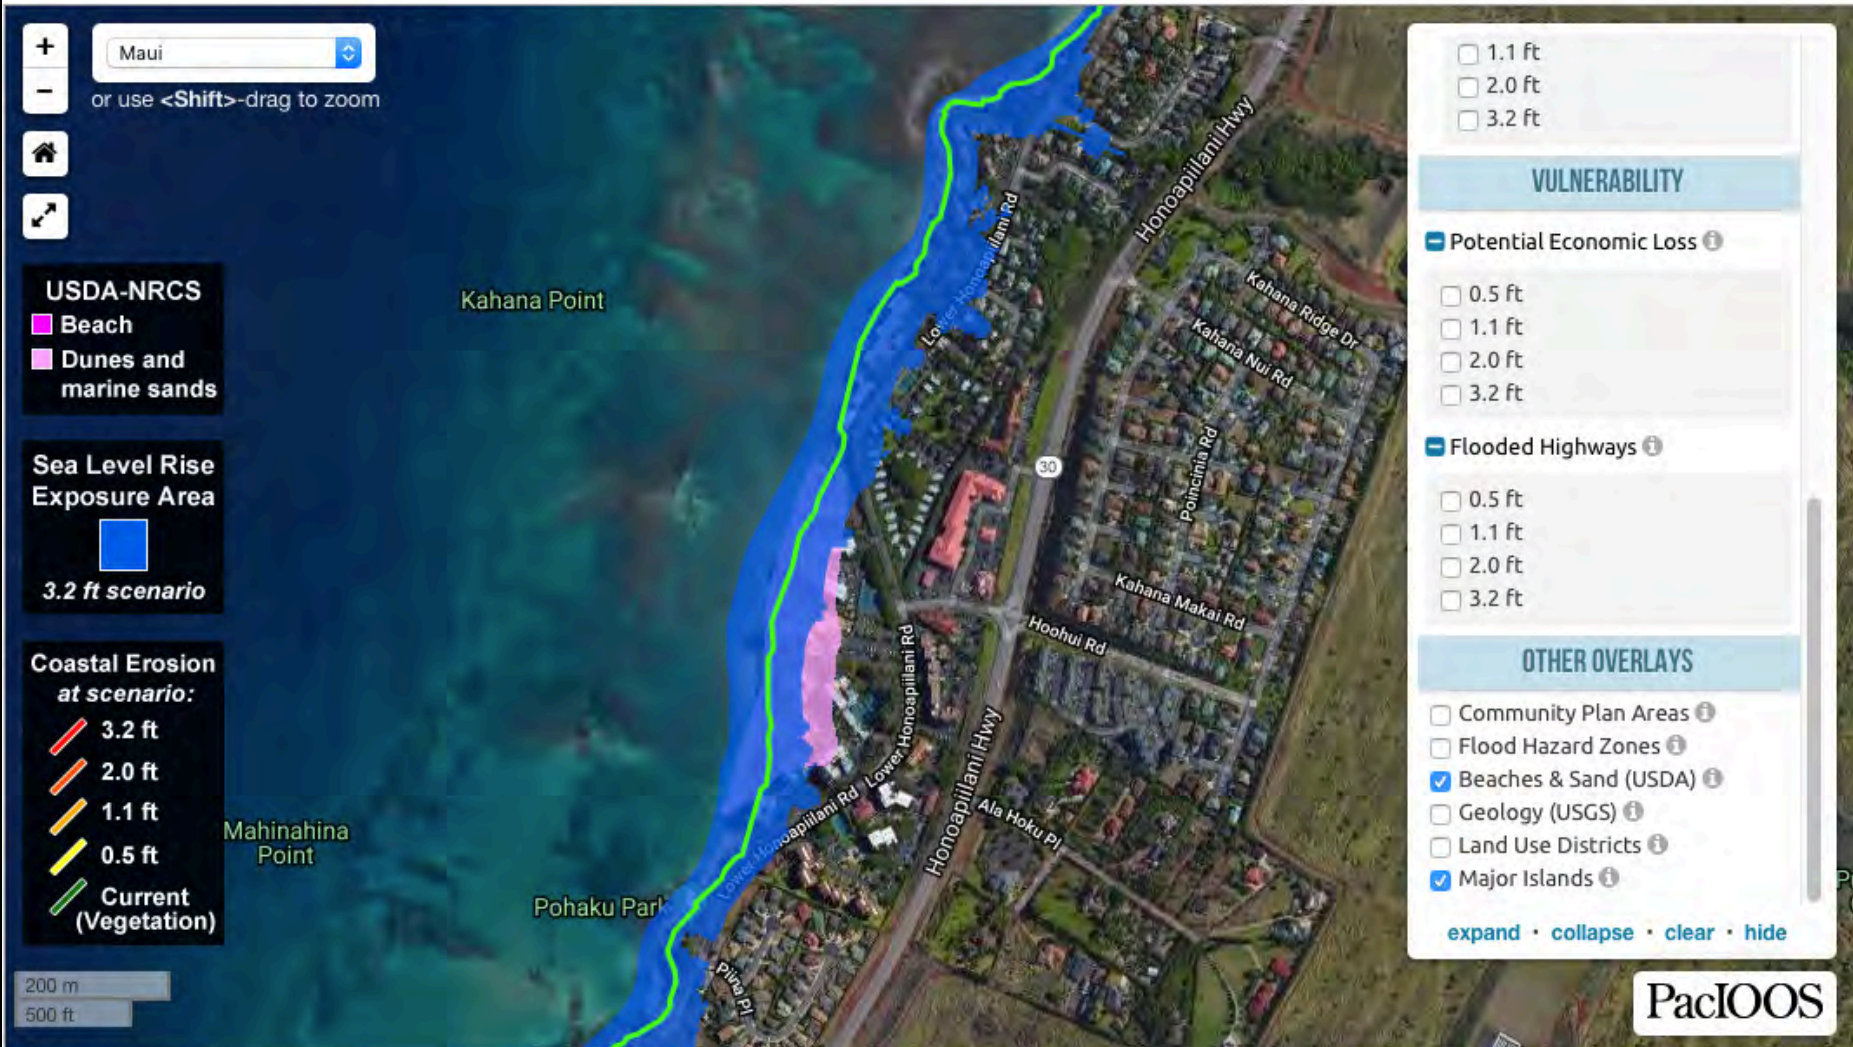 +
−
Maui
or use <Shift>-drag to zoom
USDA-NRCS
Beach
Dunes and
marine sands
Sea Level Rise
Exposure Area
3.2 ft scenario
Coastal Erosion
at scenario:
3.2 ft
2.0 ft
1.1 ft
0.5 ft
Current
(Vegetation)
200 m
500 ft
Kahana Point
Mahinahina
Point
Pohaku Park
Lower Honoapiilani Rd
Honoapiilani Hwy
Kahana Ridge Dr
Kahana Nui Rd
Poincinia Rd
30
Kahana Makai Rd
Hoohui Rd
Lower Honoapiilani Rd
Honoapiilani Hwy
Lower Honoapiilani Rd
Ala Hoku Pl
Piina Pl
1.1 ft
2.0 ft
3.2 ft
VULNERABILITY
Potential Economic Loss
0.5 ft
1.1 ft
2.0 ft
3.2 ft
Flooded Highways
0.5 ft
1.1 ft
2.0 ft
3.2 ft
OTHER OVERLAYS
Community Plan Areas
Flood Hazard Zones
Beaches & Sand (USDA)
Geology (USGS)
Land Use Districts
Major Islands
expand · collapse · clear · hide
PacIOOS